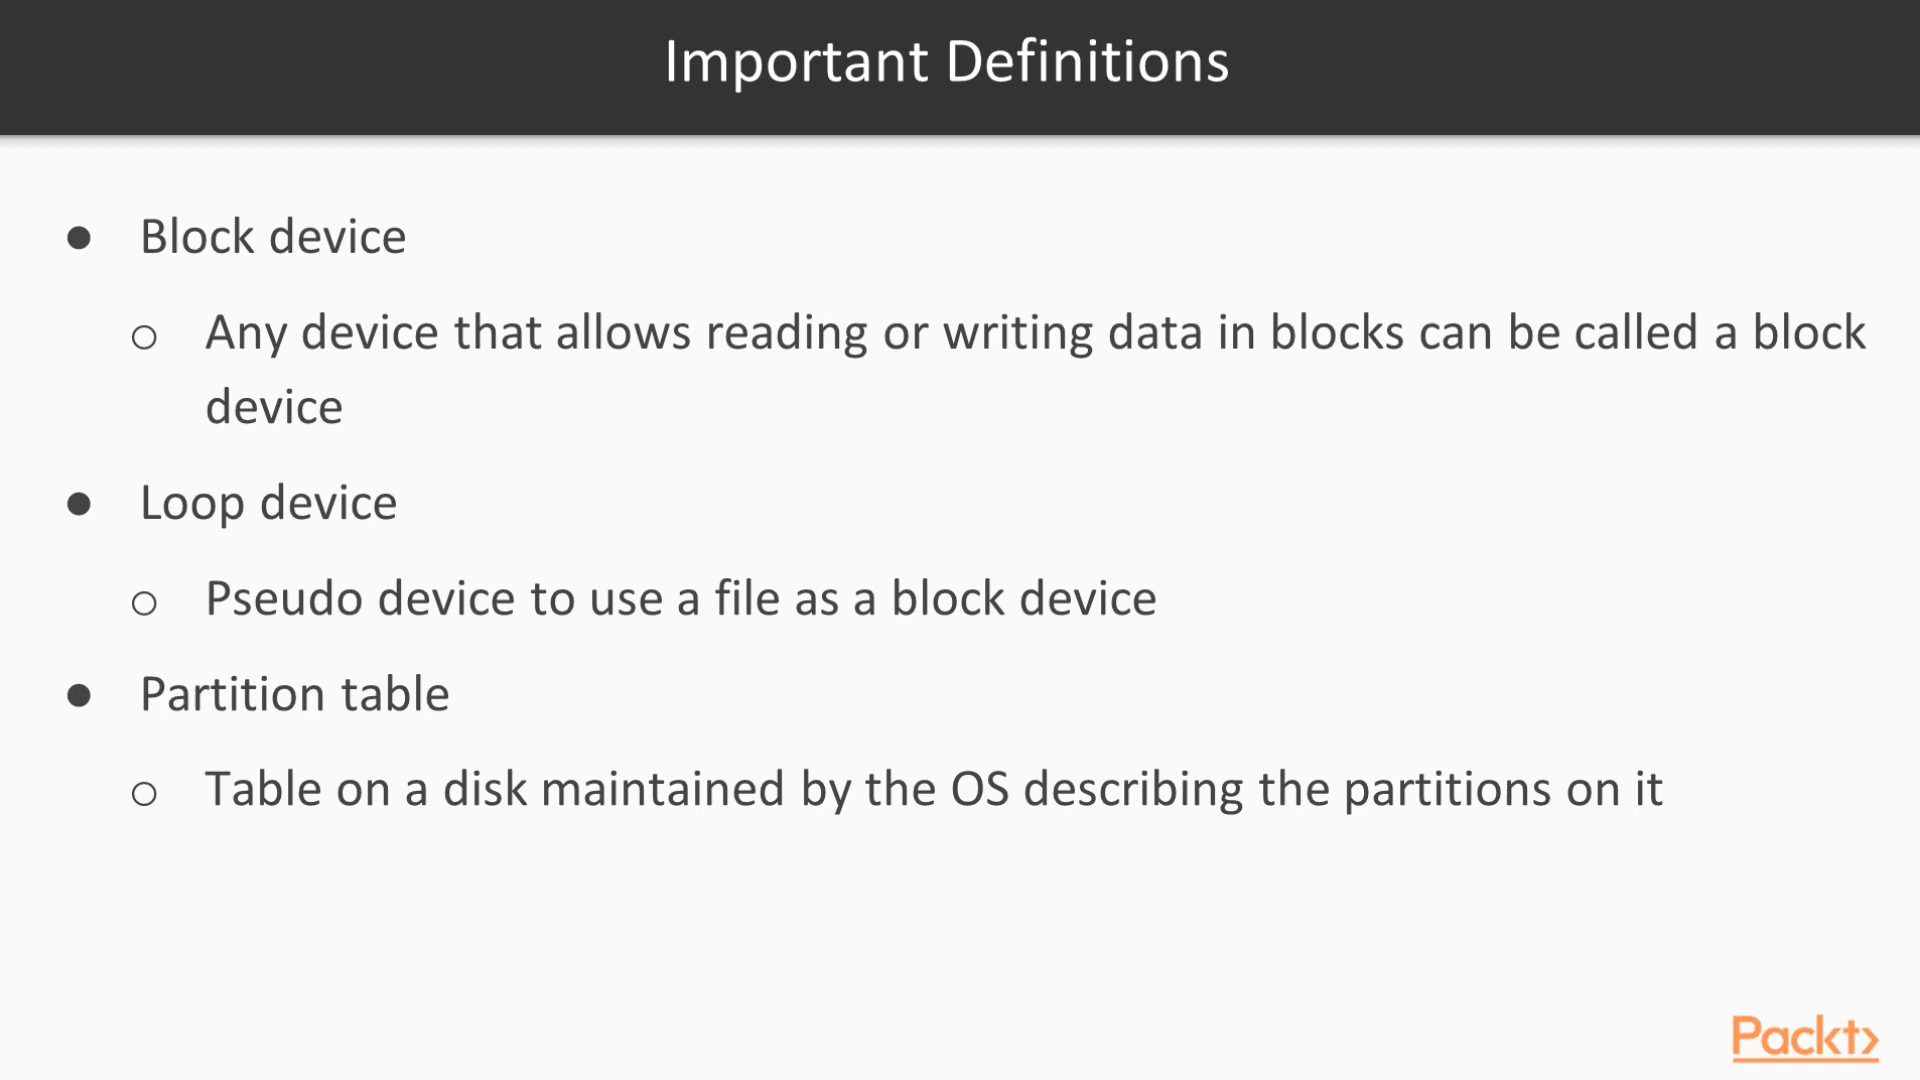 Important Definitions
● Block device
○ Any device that allows reading or writing data in blocks can be called a block
device
● Loop device
○ Pseudo device to use a file as a block device
● Partition table
○ Table on a disk maintained by the OS describing the partitions on it
Packt>